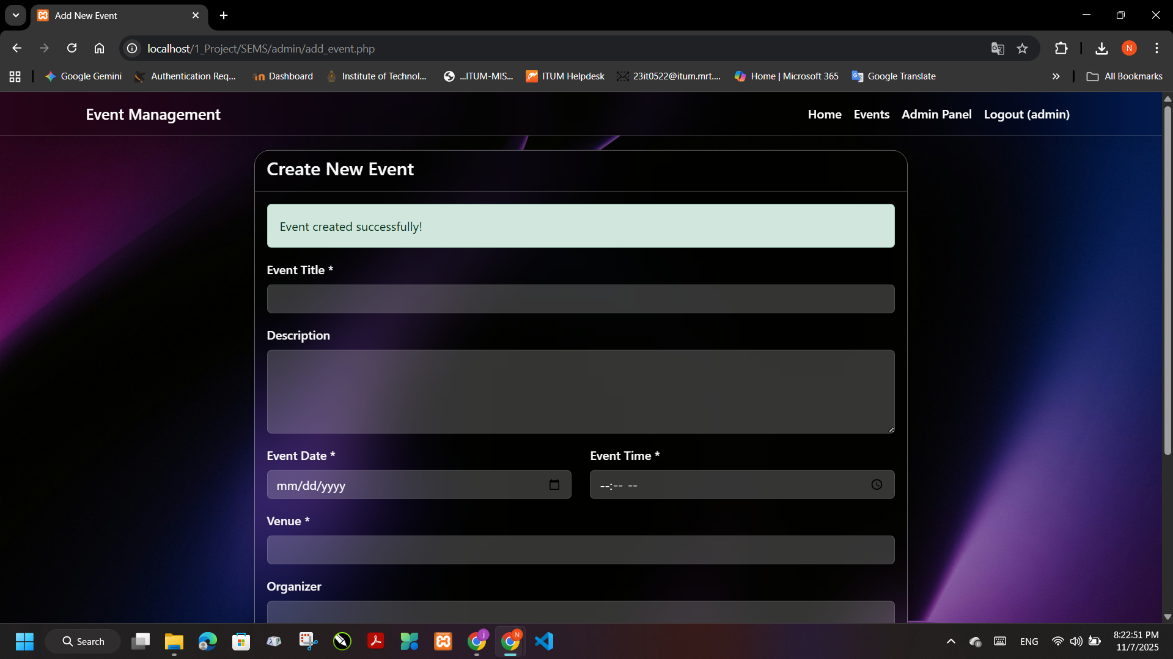 Add New Event
localhost/1_Project/SEMS/admin/add_event.php
Google Gemini
Authentication Req...
Dashboard
Institute of Technol...
...ITUM-MIS...
ITUM Helpdesk
23it0522@itum.mrt....
Home | Microsoft 365
Google Translate
All Bookmarks
Event Management
Home Events Admin Panel Logout (admin)
Create New Event
Event created successfully!
Event Title *
Description
Event Date * Event Time *
mm/dd/yyyy --:-- --
Venue *
Organizer
Search
ENG
8:22:51 PM
11/7/2025